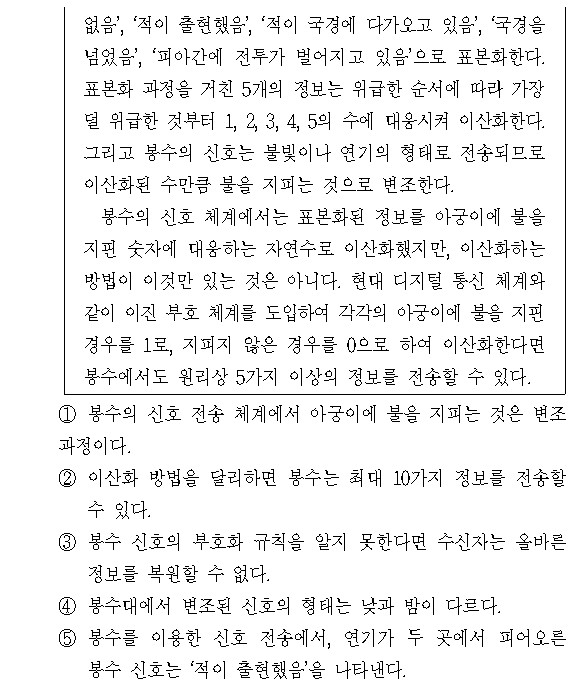 없음’, ‘적이 출현했음’, ‘적이 국경에 다가오고 있음’, ‘국경을
넘었음’, ‘피아간에 전투가 벌어지고 있음’으로 표본화한다.
표본화 과정을 거친 5개의 정보는 위급한 순서에 따라 가장
덜 위급한 것부터 1, 2, 3, 4, 5의 수에 대응시켜 이산화한다.
그리고 봉수의 신호는 불빛이나 연기의 형태로 전송되므로
이산화된 수만큼 불을 지피는 것으로 변조한다.
봉수의 신호 체계에서는 표본화된 정보를 아궁이에 불을
지핀 숫자에 대응하는 자연수로 이산화했지만, 이산화하는
방법이 이것만 있는 것은 아니다. 현대 디지털 통신 체계와
같이 이진 부호 체계를 도입하여 각각의 아궁이에 불을 지핀
경우를 1로, 지피지 않은 경우를 0으로 하여 이산화한다면
봉수에서도 원리상 5가지 이상의 정보를 전송할 수 있다.
① 봉수의 신호 전송 체계에서 아궁이에 불을 지피는 것은 변조
과정이다.
② 이산화 방법을 달리하면 봉수는 최대 10가지 정보를 전송할
수 있다.
③ 봉수 신호의 부호화 규칙을 알지 못한다면 수신자는 올바른
정보를 복원할 수 없다.
④ 봉수대에서 변조된 신호의 형태는 낮과 밤이 다르다.
⑤ 봉수를 이용한 신호 전송에서, 연기가 두 곳에서 피어오른
봉수 신호는 ‘적이 출현했음’을 나타낸다.